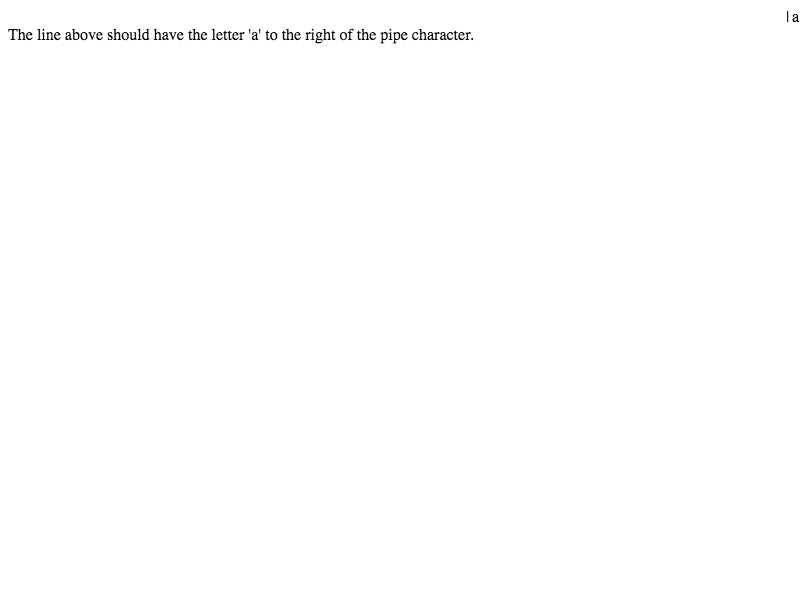 | a
The line above should have the letter 'a' to the right of the pipe character.